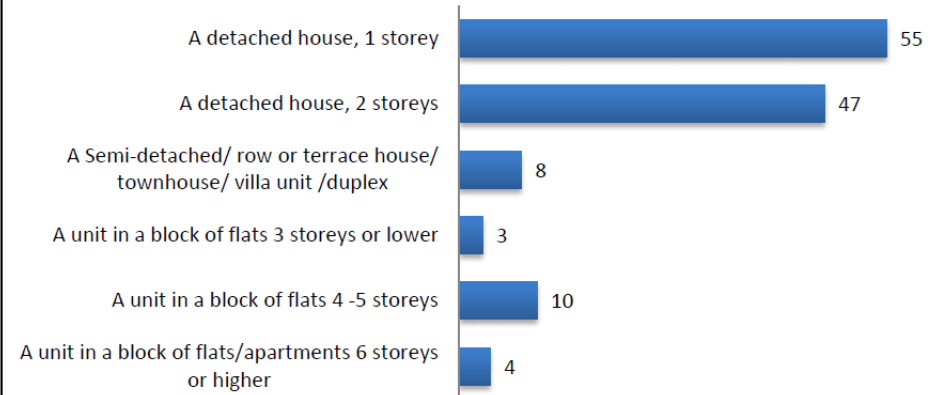 A detached house, 1 storey
55
A detached house, 2 storeys
47
A Semi-detached/ row or terrace house/
townhouse/ villa unit /duplex
8
A unit in a block of flats 3 storeys or lower
3
A unit in a block of flats 4 -5 storeys
10
A unit in a block of flats/apartments 6 storeys
or higher
4